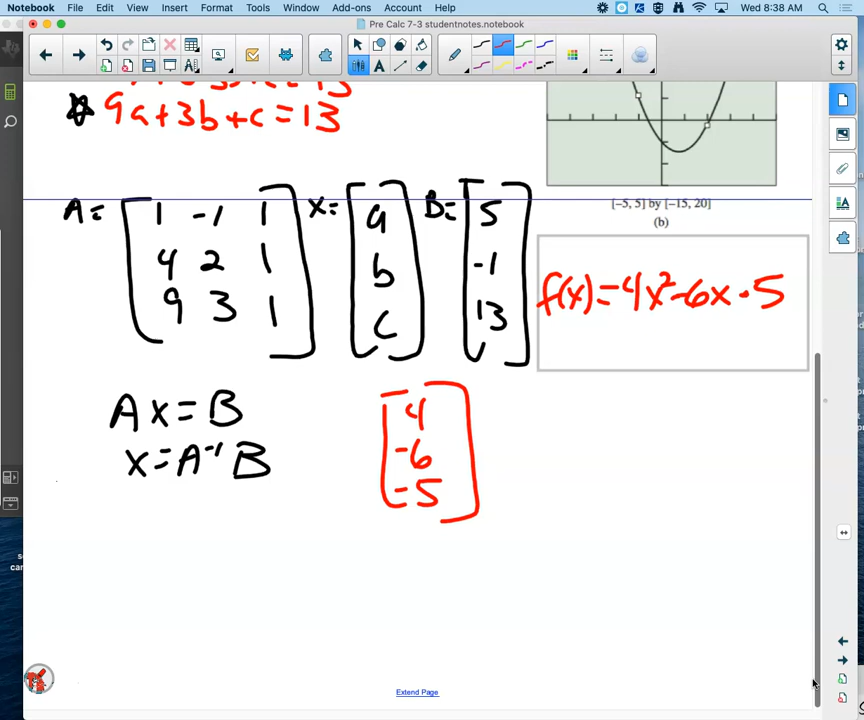 Notebook File Edit View Insert Format Tools Window Account Help Wed 8:38 AM
Pre Calc 7-3 studentnotes.notebook
9a+3b+c=13
[-5, 5] by [-15, 20]
(b)
A= [ 1 -1 1 ] X= [ a ] B= [ 5 ]
4 2 1 b -1
9 3 1 c 13
f(x)=4x²-6x-5
Ax=B
x=A⁻¹B
4
-6
=5
Extend Page